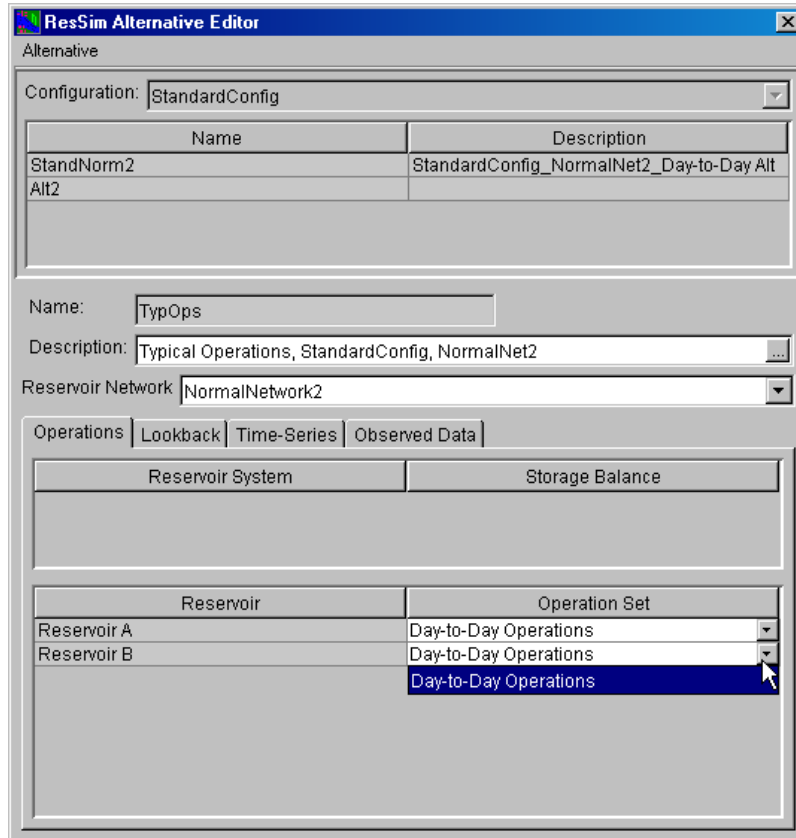 ResSim Alternative Editor
Alternative
Configuration: StandardConfig
Name Description
StandNorm2 StandardConfig_NormalNet2_Day-to-Day Alt
Alt2
Name: TypOps
Description: Typical Operations, StandardConfig, NormalNet2 ...
Reservoir Network NormalNetwork2
Operations Lookback Time-Series Observed Data
Reservoir System Storage Balance
Reservoir Operation Set
Reservoir A Day-to-Day Operations
Reservoir B Day-to-Day Operations
Day-to-Day Operations